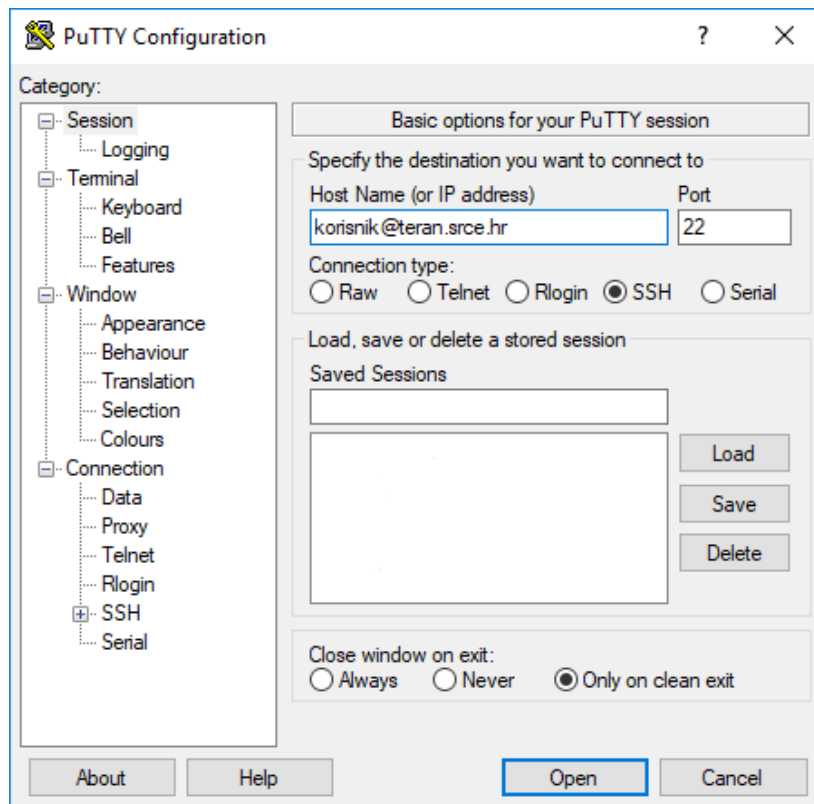 PuTTY Configuration
?
Category:
Session
Logging
Terminal
Keyboard
Bell
Features
Window
Appearance
Behaviour
Translation
Selection
Colours
Connection
Data
Proxy
Telnet
Rlogin
SSH
Serial
Basic options for your PuTTY session
Specify the destination you want to connect to
Host Name (or IP address) Port
korisnik@teran.srce.hr 22
Connection type:
Raw Telnet Rlogin SSH Serial
Load, save or delete a stored session
Saved Sessions
Load
Save
Delete
Close window on exit:
Always Never Only on clean exit
About Help Open Cancel